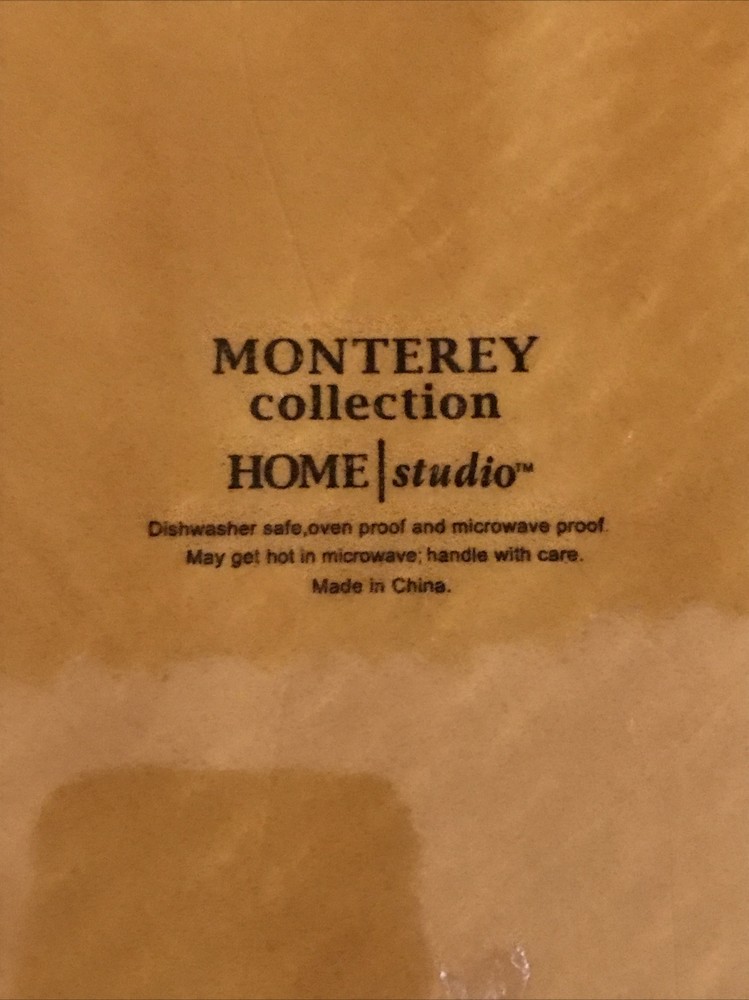 MONTEREY
collection
HOME|studio™
Dishwasher safe,oven proof and microwave proof.
May get hot in microwave; handle with care.
Made in China.